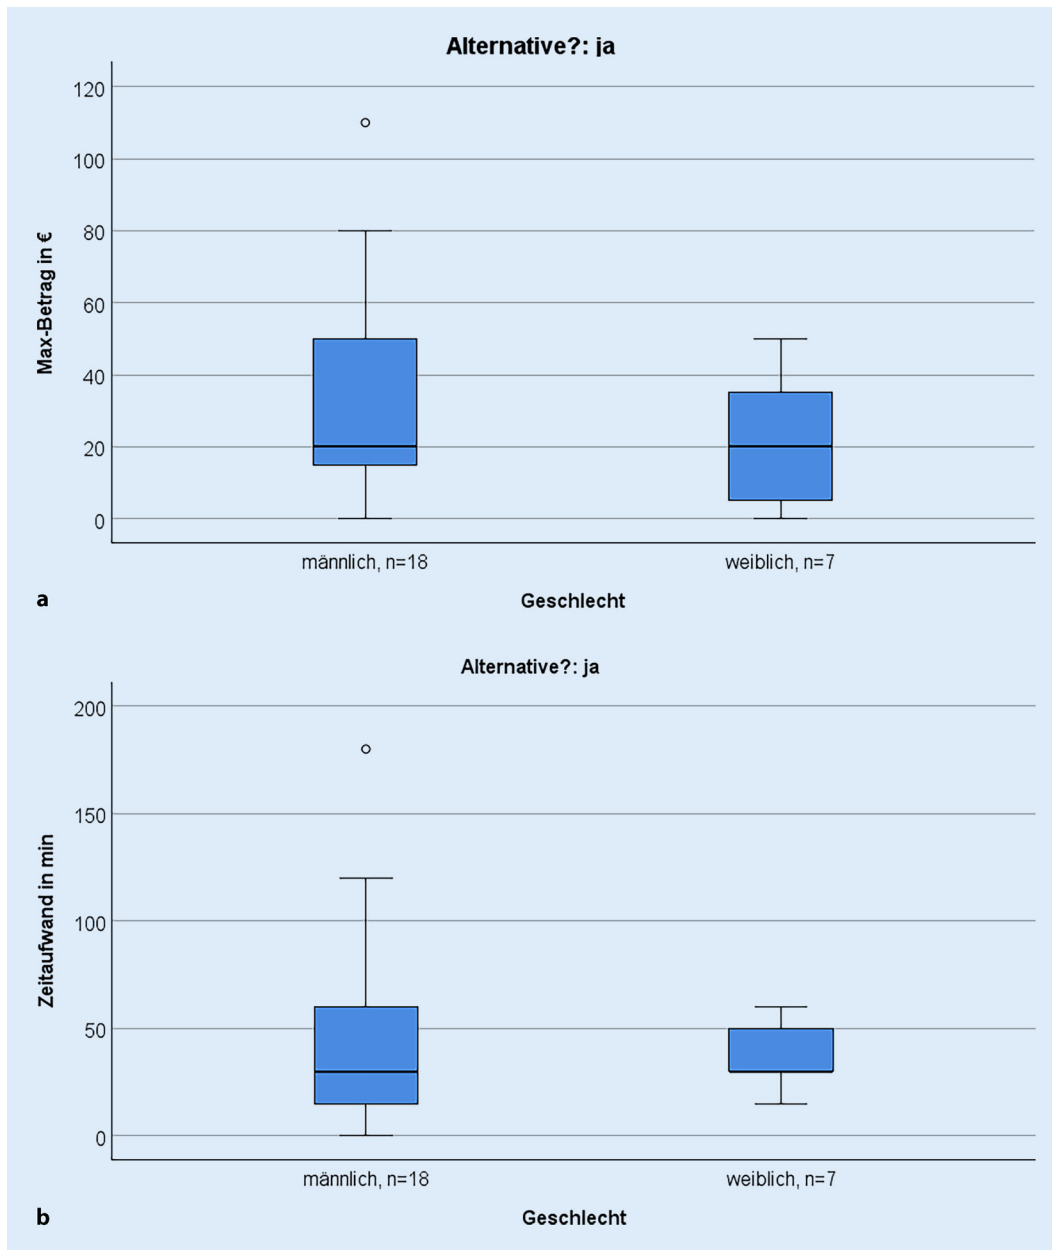 Alternative?: ja
120
100
80
60
40
20
0
Max-Betrag in €
männlich, n=18
weiblich, n=7
Geschlecht
a
Alternative?: ja
200
150
100
50
0
Zeitaufwand in min
männlich, n=18
weiblich, n=7
Geschlecht
b